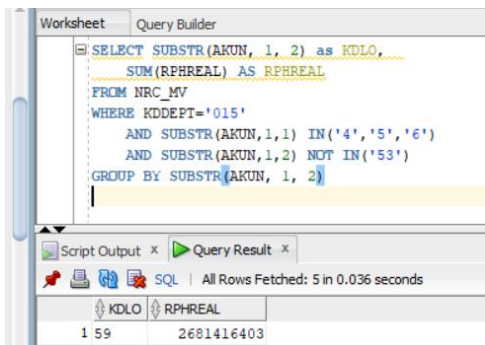 Worksheet Query Builder
SELECT SUBSTR(AKUN, 1, 2) as KDLO,
SUM(RPHREAL) AS RPHREAL
FROM NRC_MV
WHERE KDDEPT='015'
AND SUBSTR(AKUN,1,1) IN('4','5','6')
AND SUBSTR(AKUN,1,2) NOT IN('53')
GROUP BY SUBSTR(AKUN, 1, 2)
Script Output x Query Result x
SQL | All Rows Fetched: 5 in 0.036 seconds
KDLO RPHREAL
1 59 2681416403